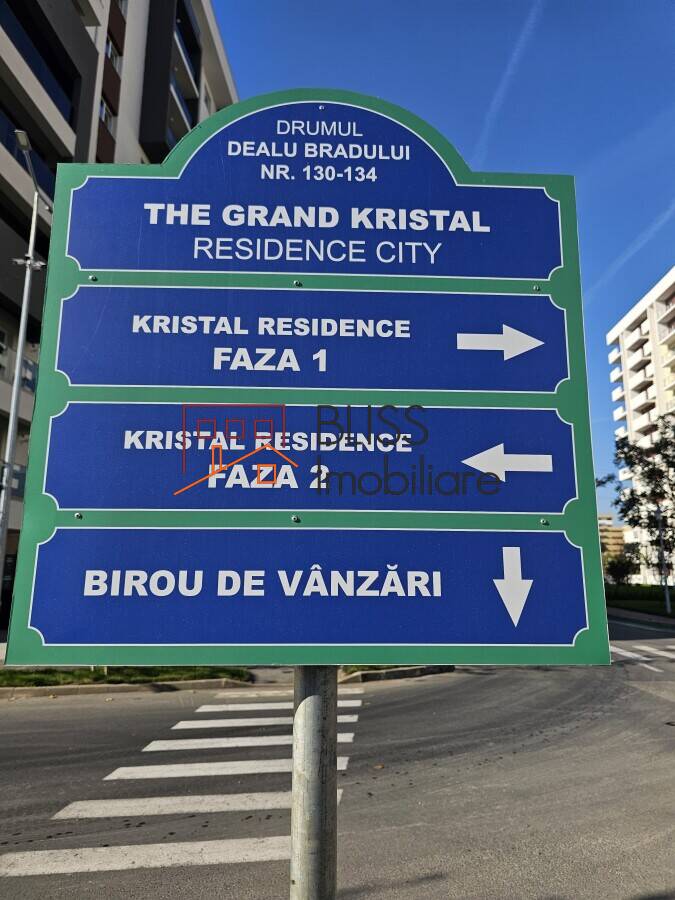 DRUMUL
DEALU BRADULUI
NR. 130-134
THE GRAND KRISTAL
RESIDENCE CITY
KRISTAL RESIDENCE
FAZA 1
KRISTAL RESIDENCE
FAZA 2
BLISS
Imobiliare
BIROU DE VÂNZĂRI